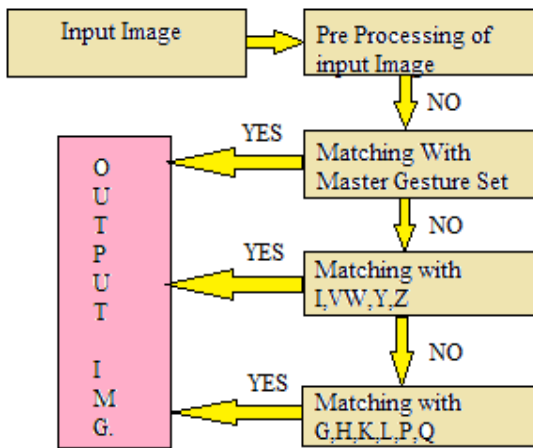 Input Image
Pre Processing of
input Image
NO
YES
Matching With
Master Gesture Set
NO
YES
Matching with
I,VW,Y,Z
NO
YES
Matching with
G,H,K,L,P,Q
O
U
T
P
U
T
I
M
G.